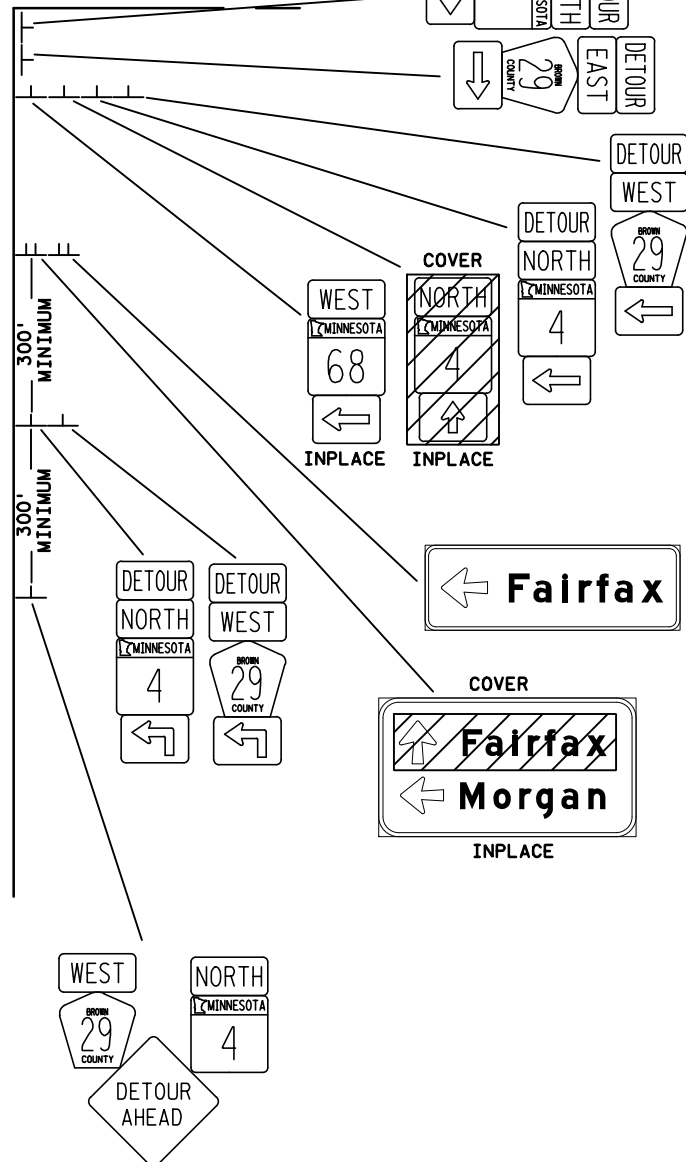 DETOUR
EAST
BROWN
29
COUNTY
DETOUR
WEST
BROWN
29
COUNTY
DETOUR
NORTH
MINNESOTA
4
COVER
NORTH
MINNESOTA
4
INPLACE
WEST
MINNESOTA
68
INPLACE
300'
MINIMUM
300'
MINIMUM
Fairfax
DETOUR
NORTH
MINNESOTA
4
DETOUR
WEST
BROWN
29
COUNTY
COVER
Fairfax
Morgan
INPLACE
WEST
BROWN
29
COUNTY
NORTH
MINNESOTA
4
DETOUR
AHEAD